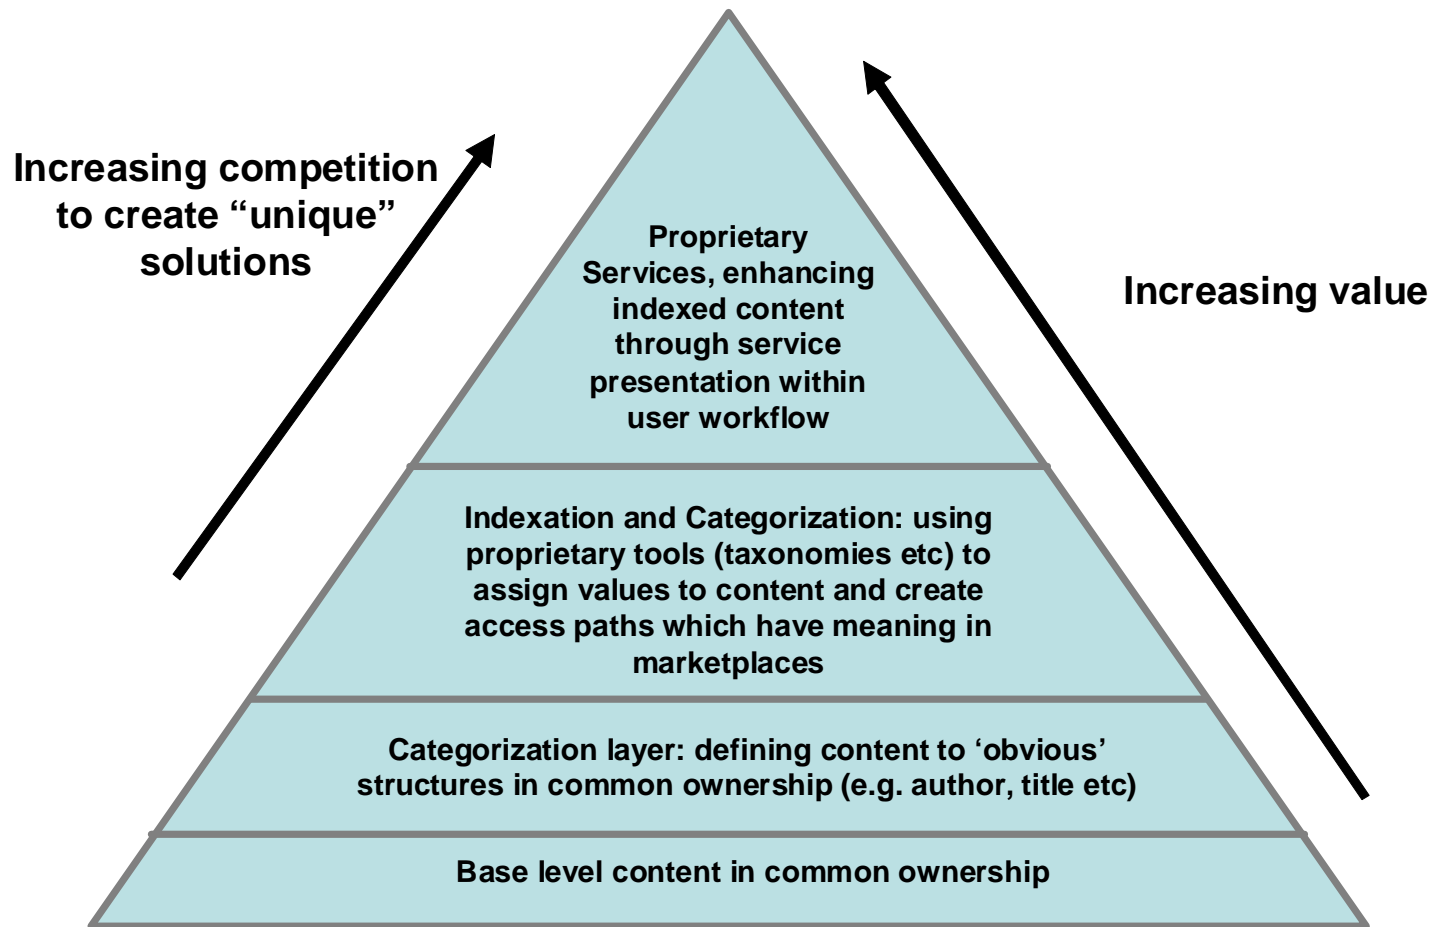 Increasing competition
to create “unique”
solutions
Increasing value
Proprietary
Services, enhancing
indexed content
through service
presentation within
user workflow
Indexation and Categorization: using
proprietary tools (taxonomies etc) to
assign values to content and create
access paths which have meaning in
marketplaces
Categorization layer: defining content to ‘obvious’
structures in common ownership (e.g. author, title etc)
Base level content in common ownership